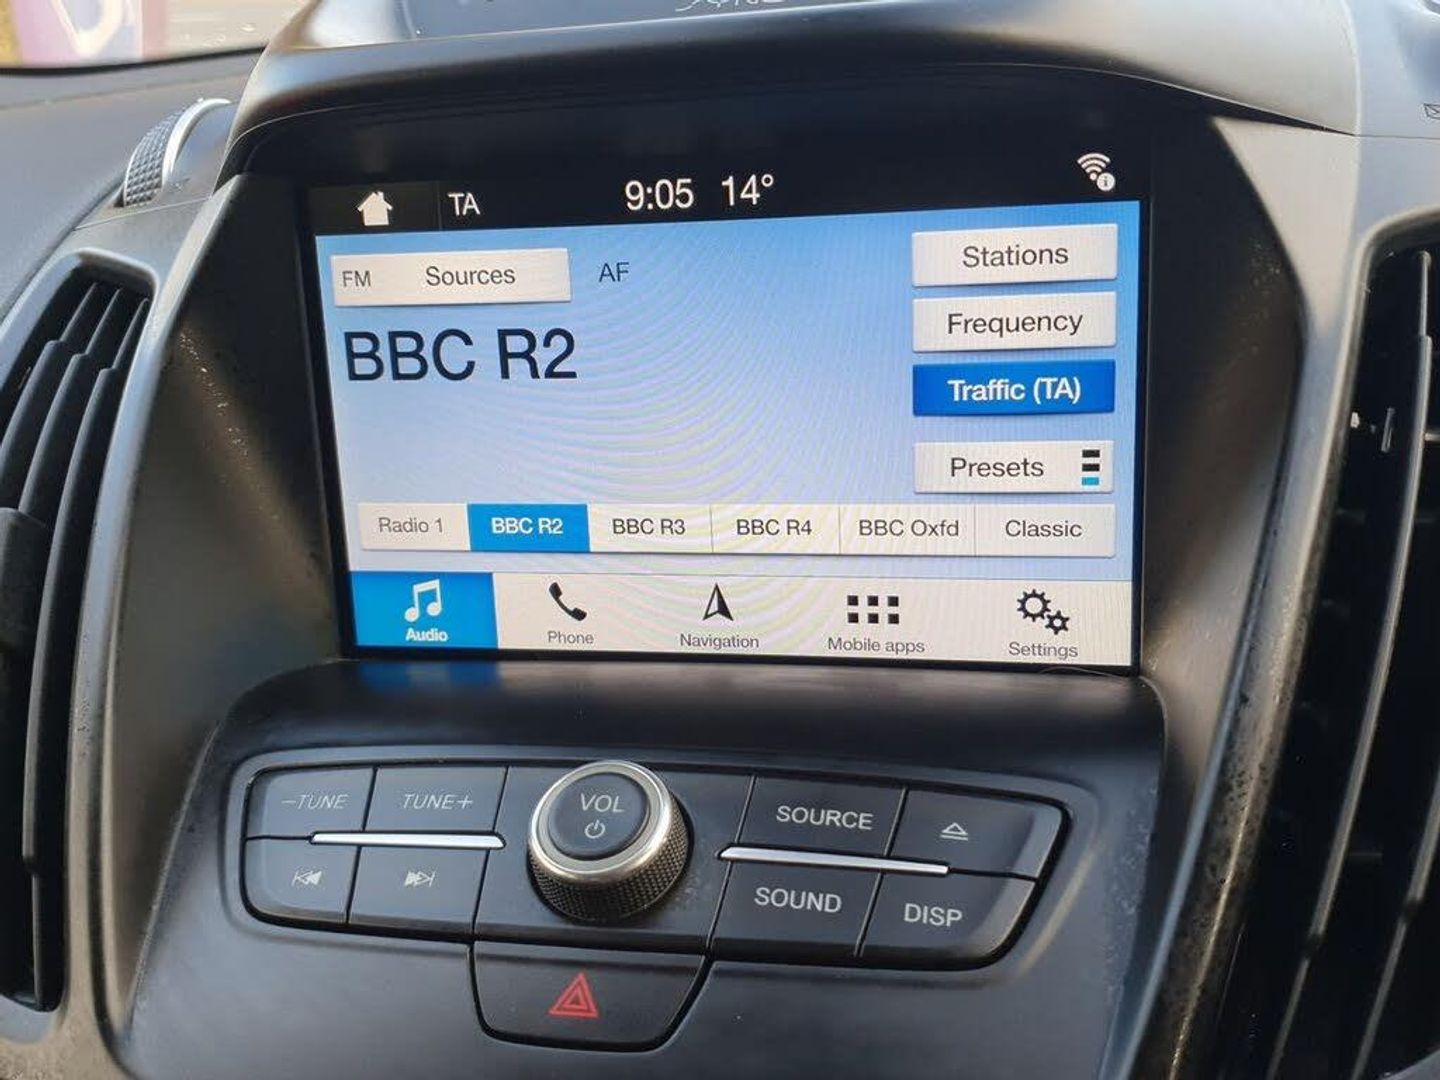 TA 9:05 14°
FM Sources AF Stations
BBC R2
Frequency
Traffic (TA)
Presets
Radio 1 BBC R2 BBC R3 BBC R4 BBC Oxfd Classic
Audio Phone Navigation Mobile apps Settings
-TUNE TUNE+ VOL SOURCE
SOUND DISP